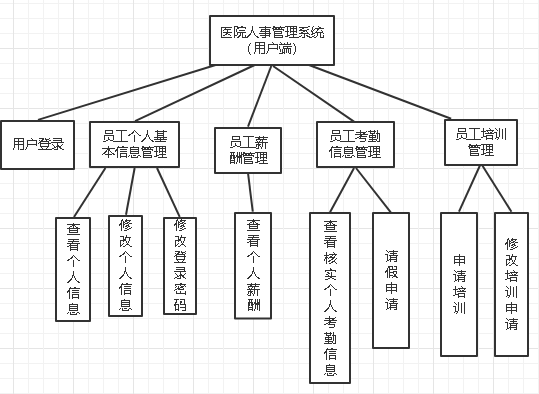 医院人事管理系统
（用户端）
用户登录
员工个人基
本信息管理
员工薪
酬管理
员工考勤
信息管理
员工培训
管理
查看个人信息
修改个人信息
修改登录密码
查看个人薪酬
查看核实个人考勤信息
请假申请
申请培训
修改培训申请